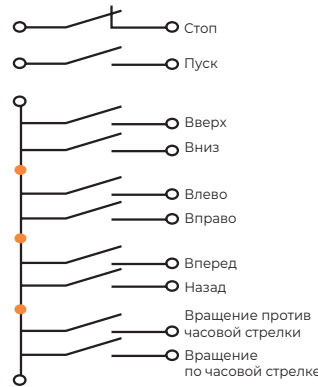 Стоп
Пуск
Вверх
Вниз
Влево
Вправо
Вперед
Назад
Вращение против
часовой стрелки
Вращение
по часовой стрелке